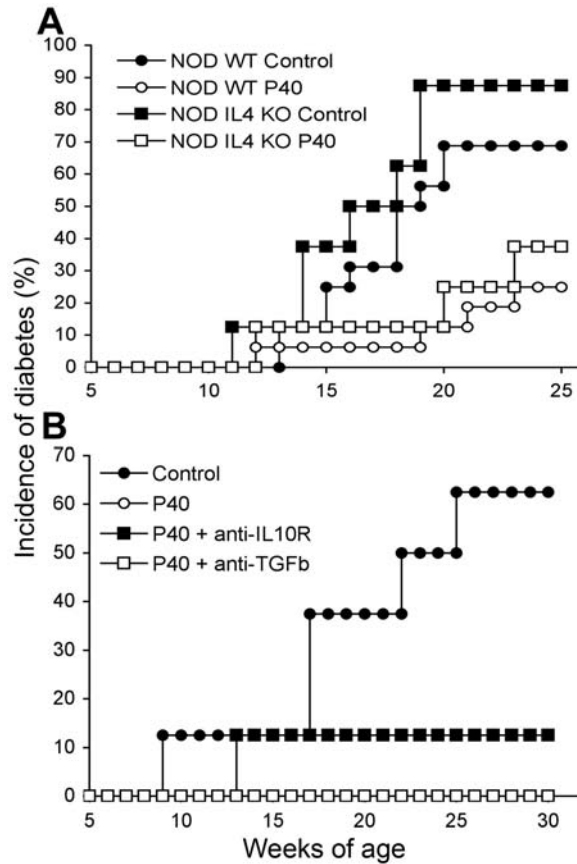 A
NOD WT Control
NOD WT P40
NOD IL4 KO Control
NOD IL4 KO P40
100
90
80
70
60
50
40
30
20
10
0
5
10
15
20
25
Incidence of diabetes (%)
B
Control
P40
P40 + anti-IL10R
P40 + anti-TGFb
70
60
50
40
30
20
10
0
5
10
15
20
25
30
Weeks of age